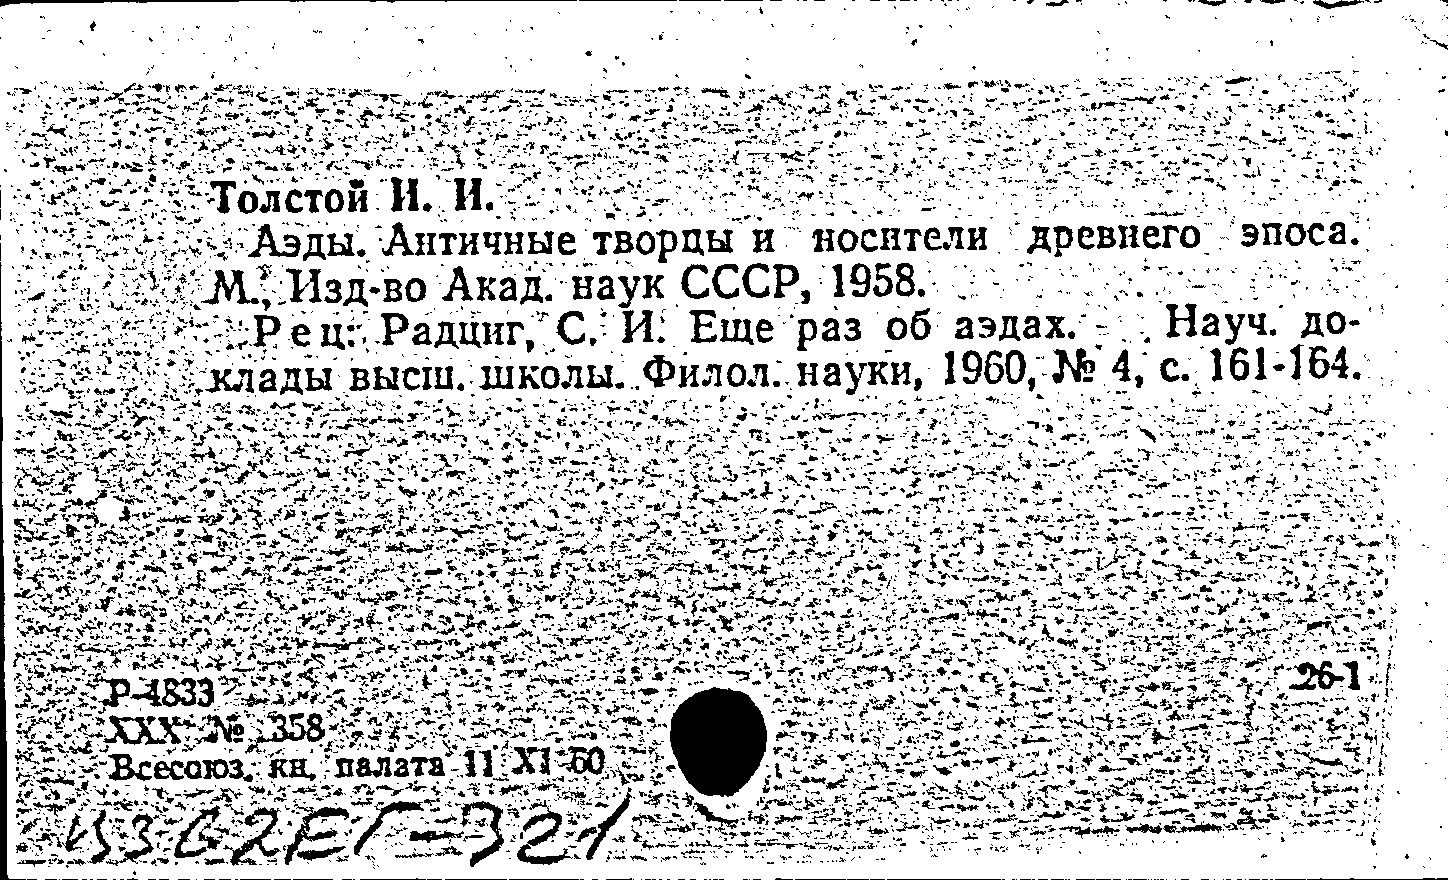 Толстой И. И.
Аэды. Античные творцы и носители древнего эпоса.
М., Изд-во Акад. наук СССР, 1958.
Рец: Радциг, С. И. Еще раз об аэдах. - Науч. до-
клады высш. школы. Филол. науки, 1960, № 4, с. 161-164.
26-1
Р-4833
XXX № 358
Всесоюз. кн. палата 11 XI 60